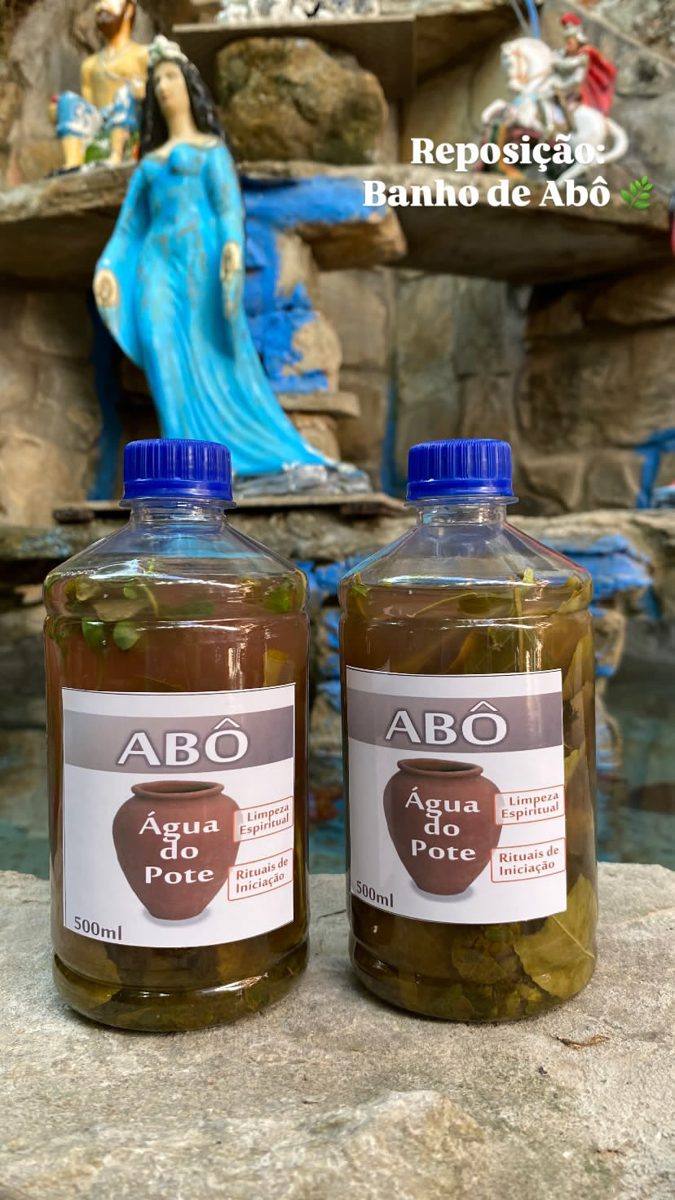 Reposição:
Banho de Abô 🌿
ABÔ
Água
do
Pote
Limpeza
Espiritual
Rituais de
Iniciação
500ml
ABÔ
Água
do
Pote
Limpeza
Espiritual
Rituais de
Iniciação
500ml